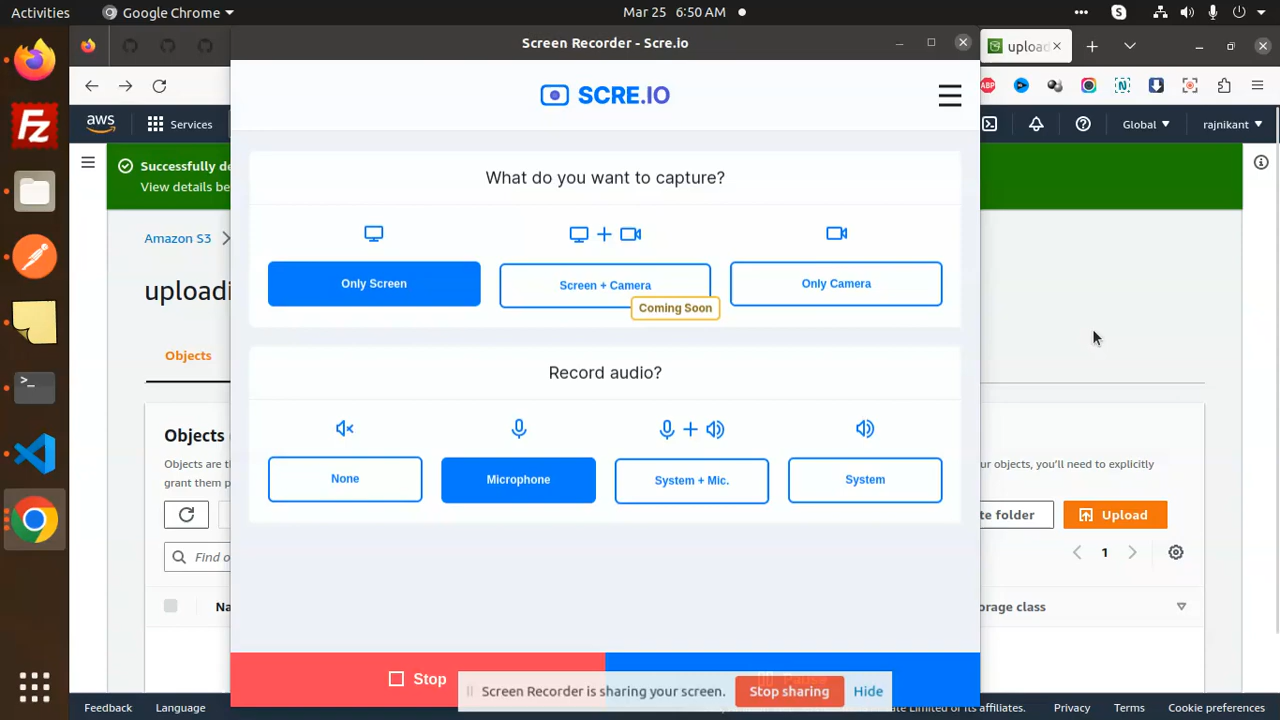 Activities
Google Chrome
Mar 25 6:50 AM
Screen Recorder - Scre.io
upload
ABP
SCRE.IO
aws
Services
Global
rajnikant
Successfully de
View details be
What do you want to capture?
Amazon S3
Only Screen
Screen + Camera
Only Camera
Coming Soon
uploadi
Objects
Record audio?
Objects
Objects are th
ur objects, you'll need to explicitly
grant them p
None
Microphone
System + Mic.
System
te folder
Upload
Find o
1
Na
orage class
Stop
Screen Recorder is sharing your screen.
Stop sharing
Hide
Feedback
Language
Limited or its affiliates.
Privacy
Terms
Cookie preferences